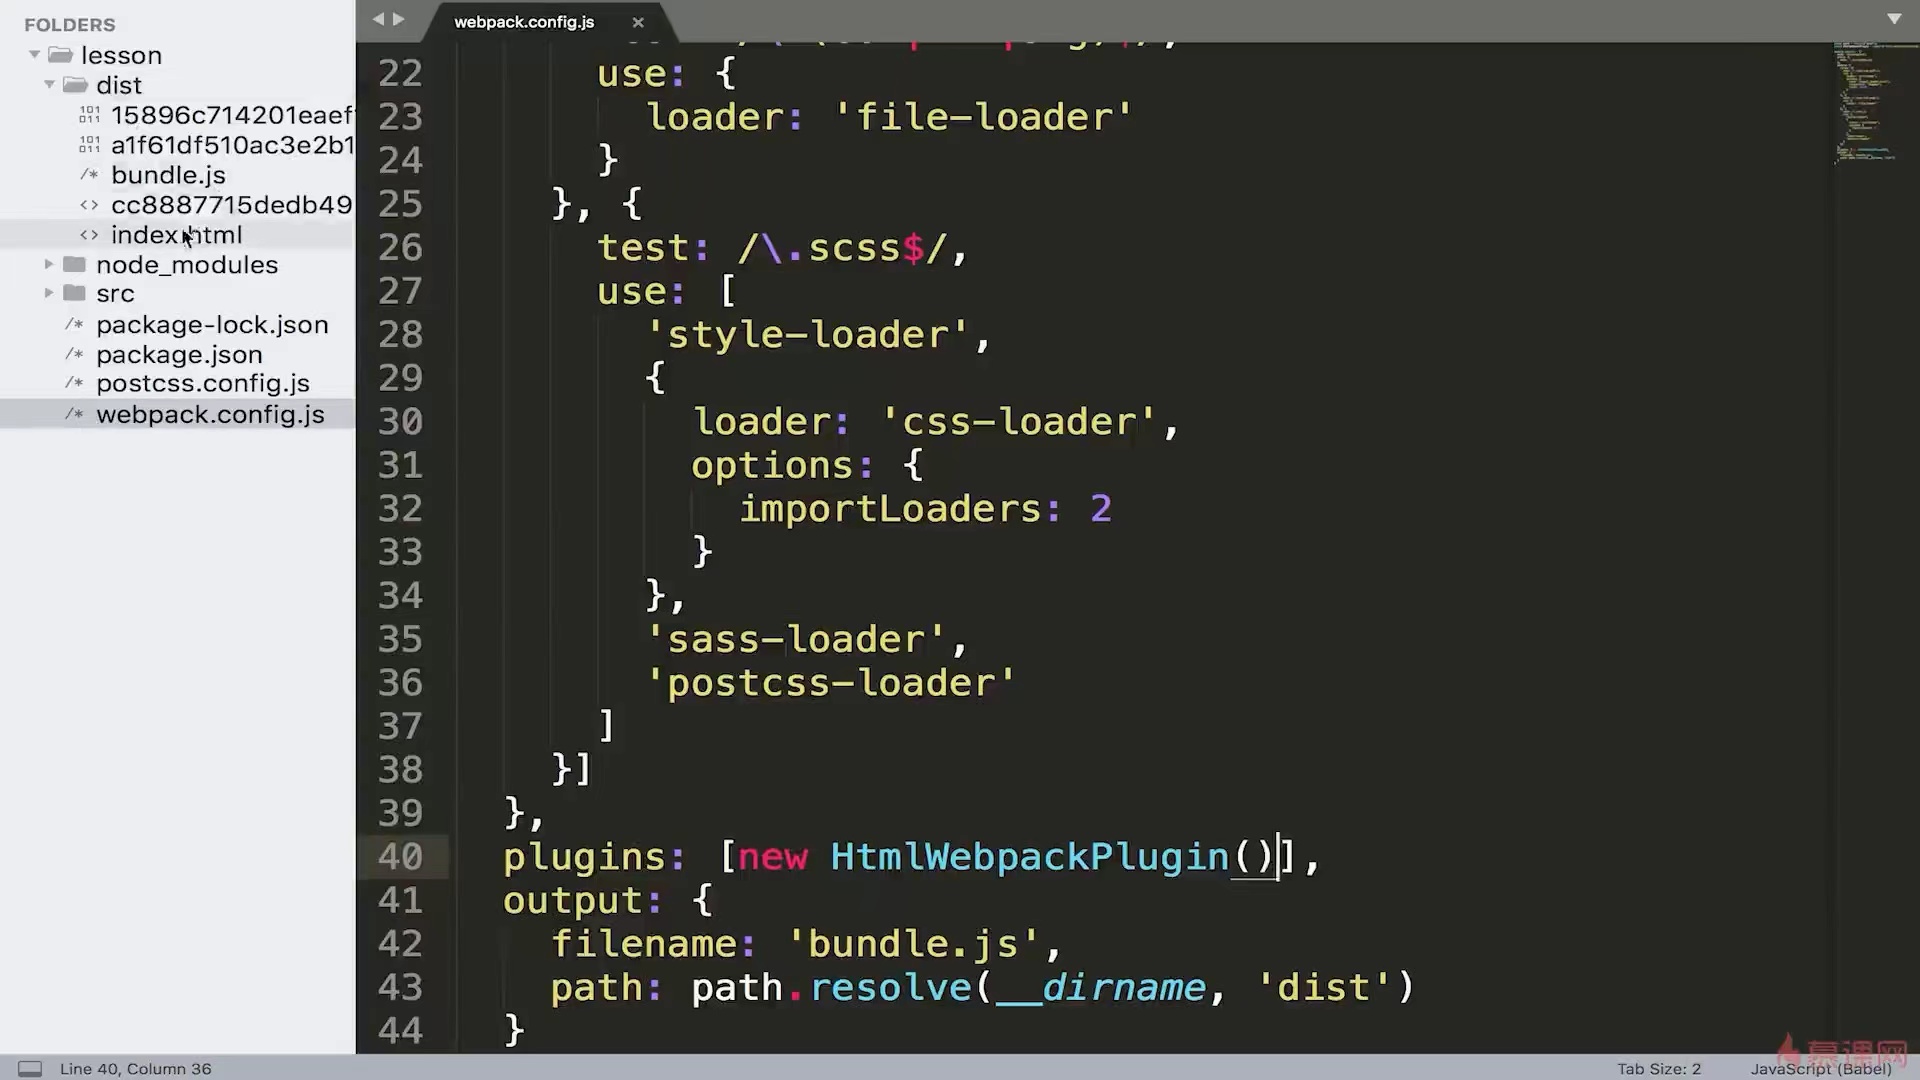 FOLDERS
lesson
dist
15896c714201eaef
a1f61df510ac3e2b1
bundle.js
cc8887715dedb49
index.html
node_modules
src
package-lock.json
package.json
postcss.config.js
webpack.config.js
webpack.config.js ×
22 use: {
23 loader: 'file-loader'
24 }
25 }, {
26 test: /\.scss$/,
27 use: [
28 'style-loader',
29 {
30 loader: 'css-loader',
31 options: {
32 importLoaders: 2
33 }
34 },
35 'sass-loader',
36 'postcss-loader'
37 ]
38 }]
39 },
40 plugins: [new HtmlWebpackPlugin()],
41 output: {
42 filename: 'bundle.js',
43 path: path.resolve(__dirname, 'dist')
44 }
Line 40, Column 36
Tab Size: 2
JavaScript (Babel)
慕课网